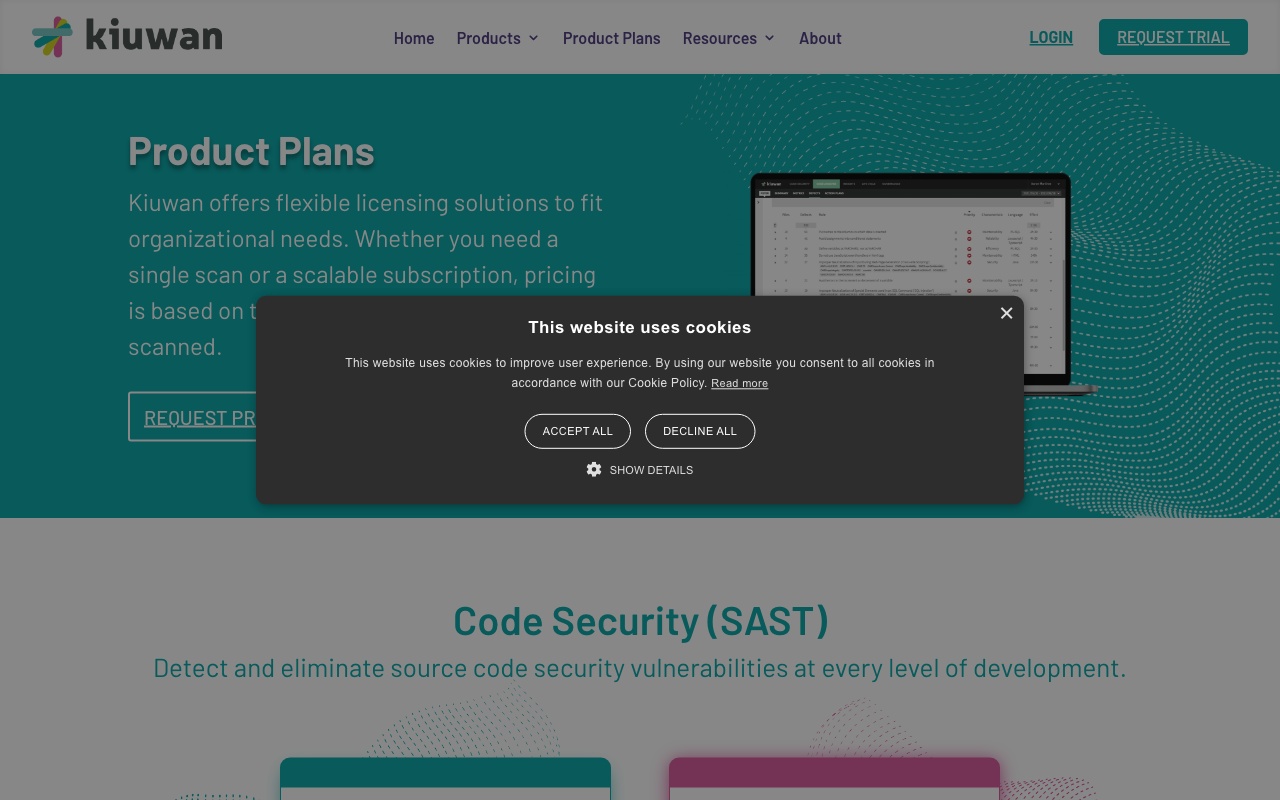 kiuwan
Home
Products
Product Plans
Resources
About
LOGIN
REQUEST TRIAL
Product Plans
Kiuwan offers flexible licensing solutions to fit
organizational needs. Whether you need a
single scan or a scalable subscription, pricing
is based on
scanned.
REQUEST
This website uses cookies
This website uses cookies to improve user experience. By using our website you consent to all cookies in
accordance with our Cookie Policy. Read more
ACCEPT ALL
DECLINE ALL
SHOW DETAILS
Code Security (SAST)
Detect and eliminate source code security vulnerabilities at every level of development.